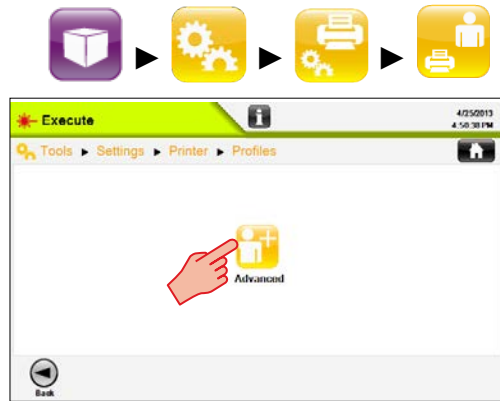 Execute
4/25/2013
4:50:38 PM
Tools ► Settings ► Printer ► Profiles
Advanced
Back